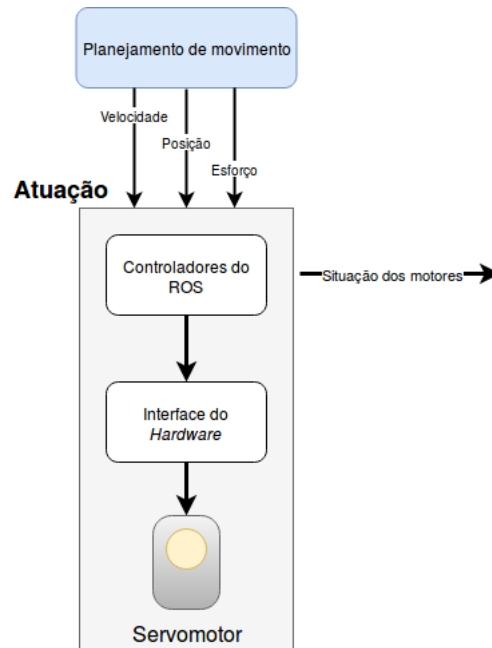 Planejamento de movimento
Velocidade
Posição
Esforço
Atuação
Controladores do
ROS
Situação dos motores
Interface do
Hardware
Servomotor